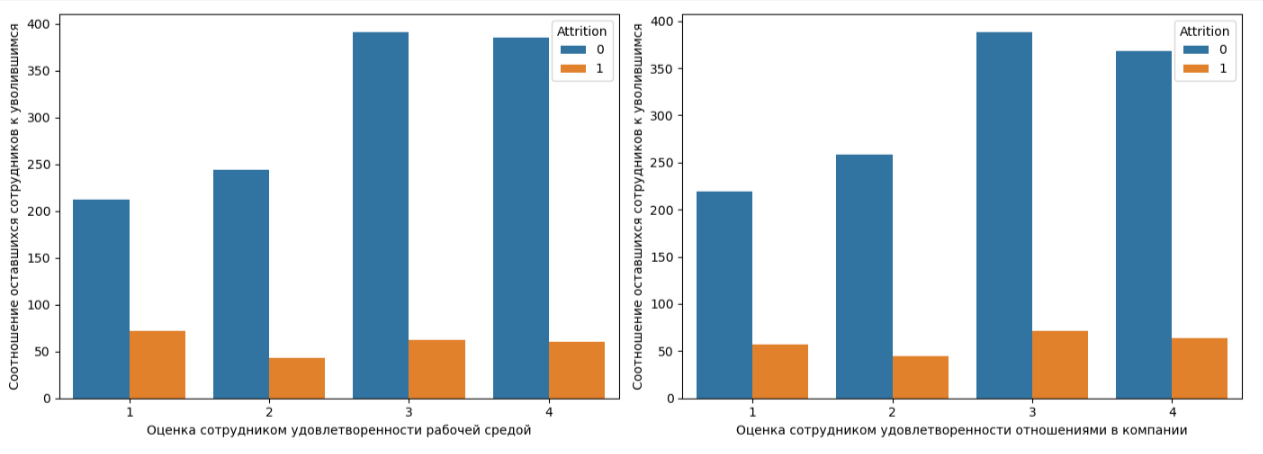 Соотношение оставшихся сотрудников к уволившимся
400
350
300
250
200
150
100
50
0
Attrition
0
1
1 2 3 4
Оценка сотрудником удовлетворенности рабочей средой
Соотношение оставшихся сотрудников к уволившимся
400
350
300
250
200
150
100
50
0
Attrition
0
1
1 2 3 4
Оценка сотрудником удовлетворенности отношениями в компании